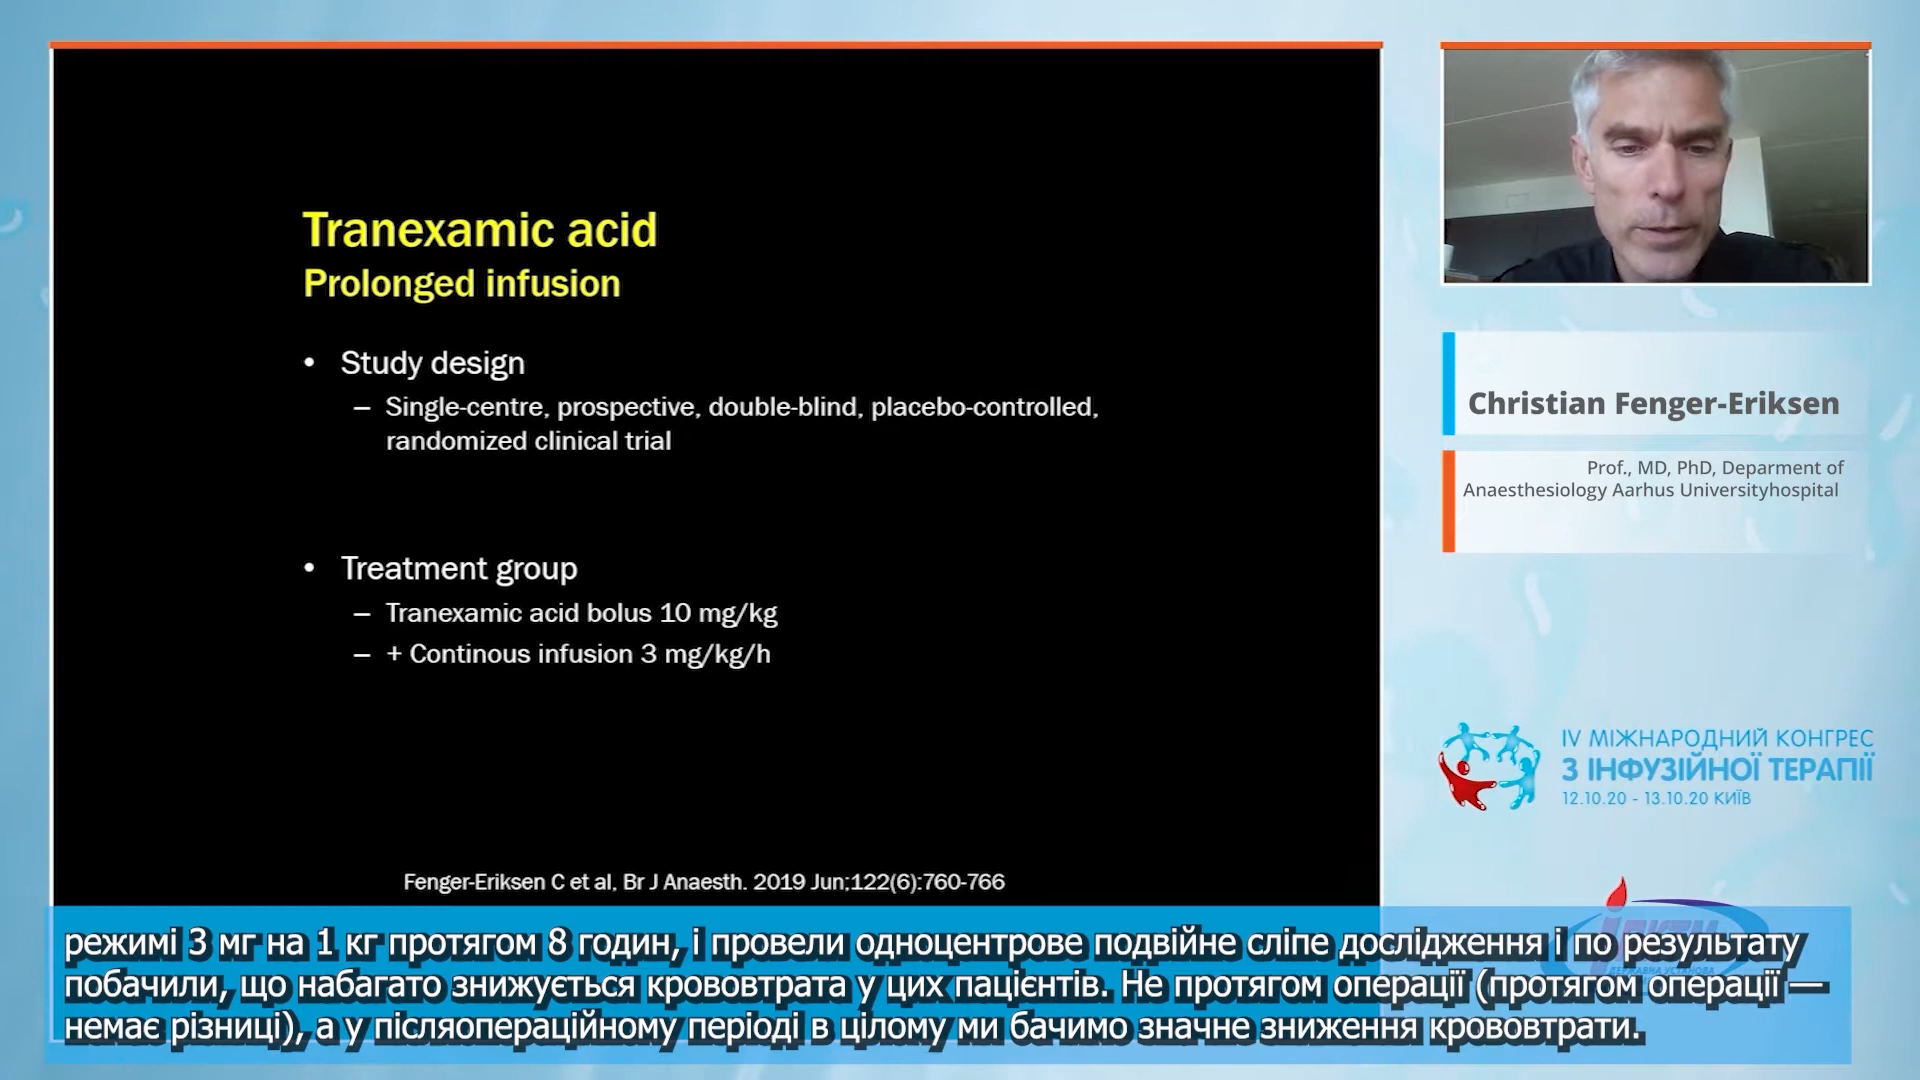 Tranexamic acid
Prolonged infusion
• Study design
– Single-centre, prospective, double-blind, placebo-controlled,
randomized clinical trial
• Treatment group
– Tranexamic acid bolus 10 mg/kg
– + Continous infusion 3 mg/kg/h
Fenger-Eriksen C et al, Br J Anaesth. 2019 Jun;122(6):760-766
Christian Fenger-Eriksen
Prof., MD, PhD, Deparment of
Anaesthesiology Aarhus Universityhospital
IV МІЖНАРОДНИЙ КОНГРЕС
З ІНФУЗІЙНОЇ ТЕРАПІЇ
12.10.20 - 13.10.20 КИЇВ
режимі 3 мг на 1 кг протягом 8 годин, і провели одноцентрове подвійне сліпе дослідження і по результату
побачили, що набагато знижується крововтрата у цих пацієнтів. Не протягом операції (протягом операції —
немає різниці), а у післяопераційному періоді в цілому ми бачимо значне зниження крововтрати.